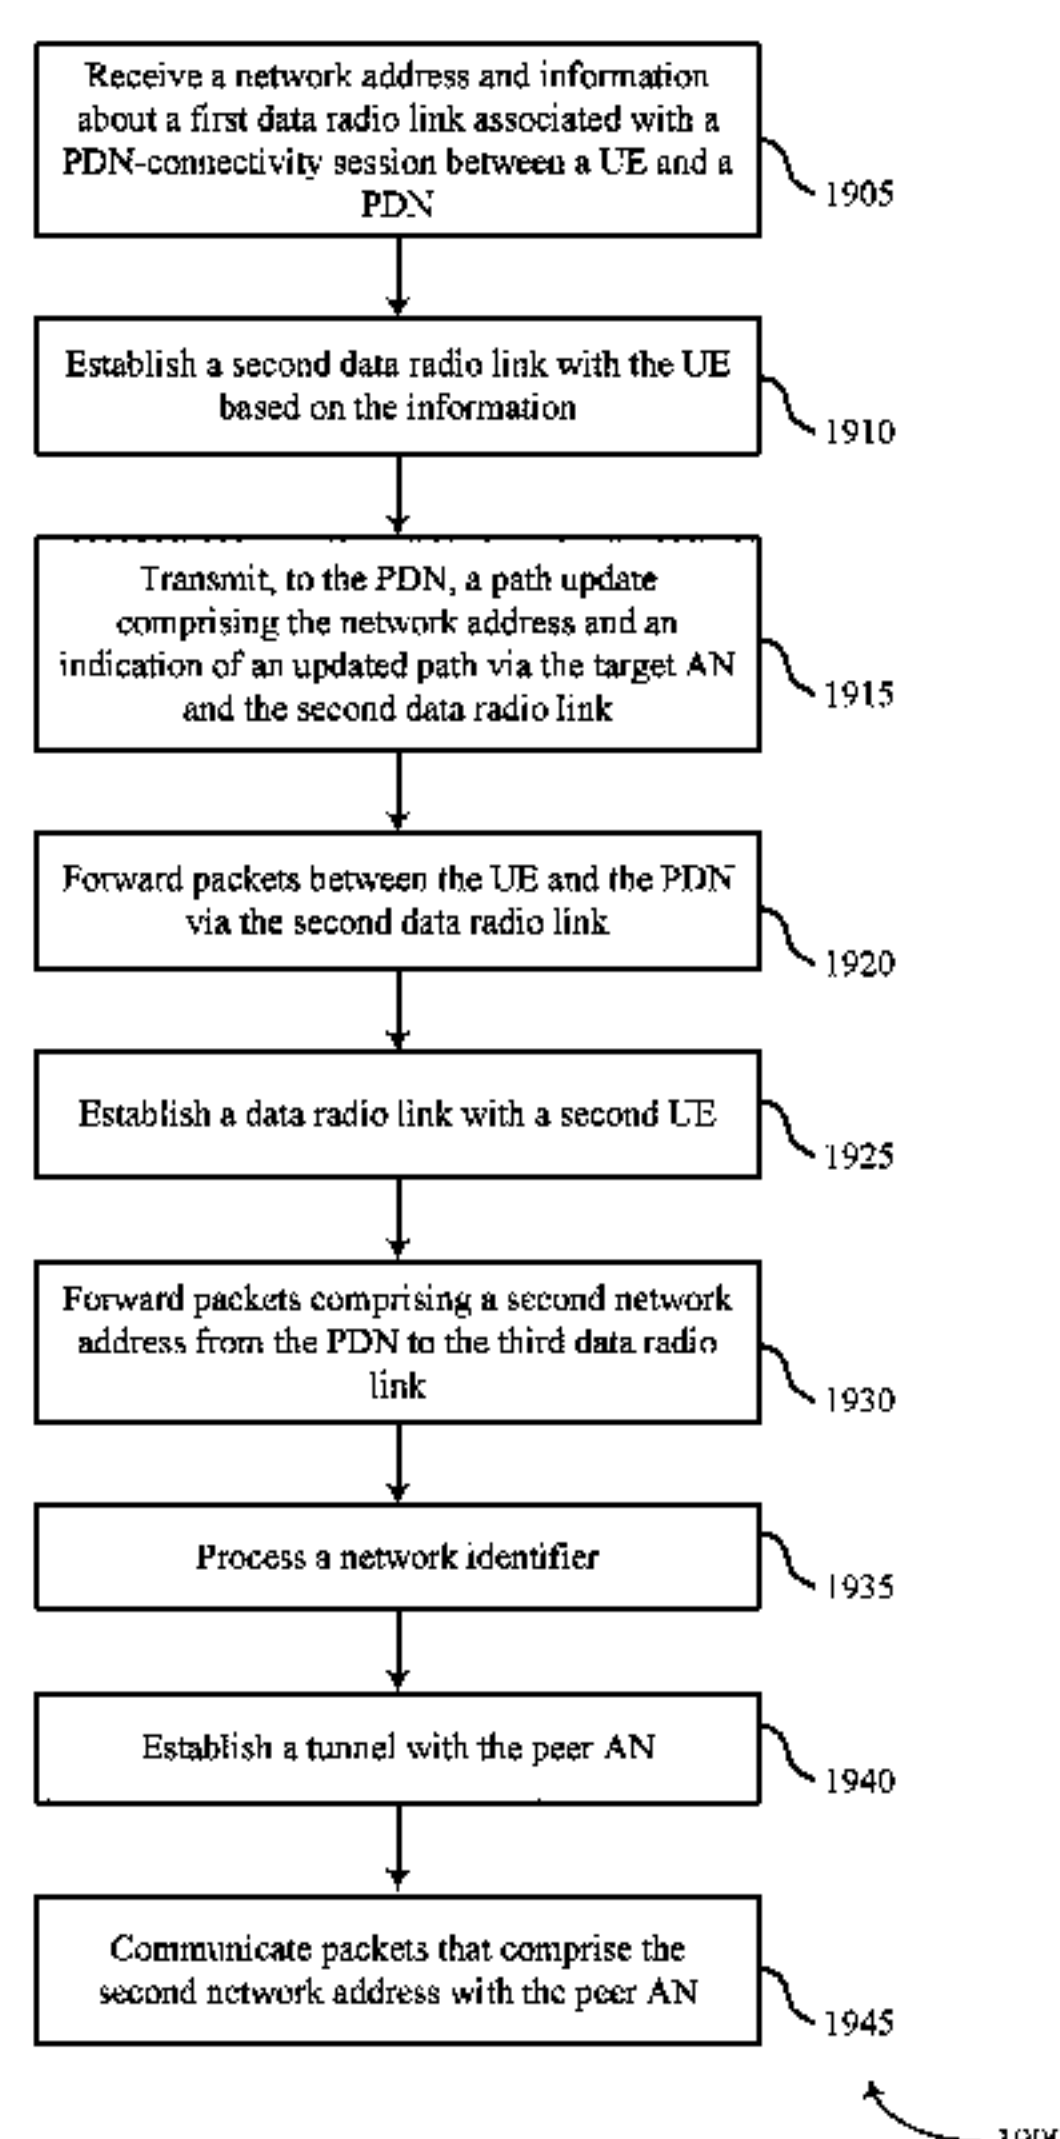 Receive a network address and information
about a first data radio link associated with a
PDN-connectivity session between a UE and a
PDN
1905
Establish a second data radio link with the UE
based on the information
1910
Transmit, to the PDN, a path update
comprising the network address and an
indication of an updated path via the target AN
and the second data radio link
1915
Forward packets between the UE and the PDN
via the second data radio link
1920
Establish a data radio link with a second UE
1925
Forward packets comprising a second network
address from the PDN to the third data radio
link
1930
Process a network identifier
1935
Establish a tunnel with the peer AN
1940
Communicate packets that comprise the
second network address with the peer AN
1945